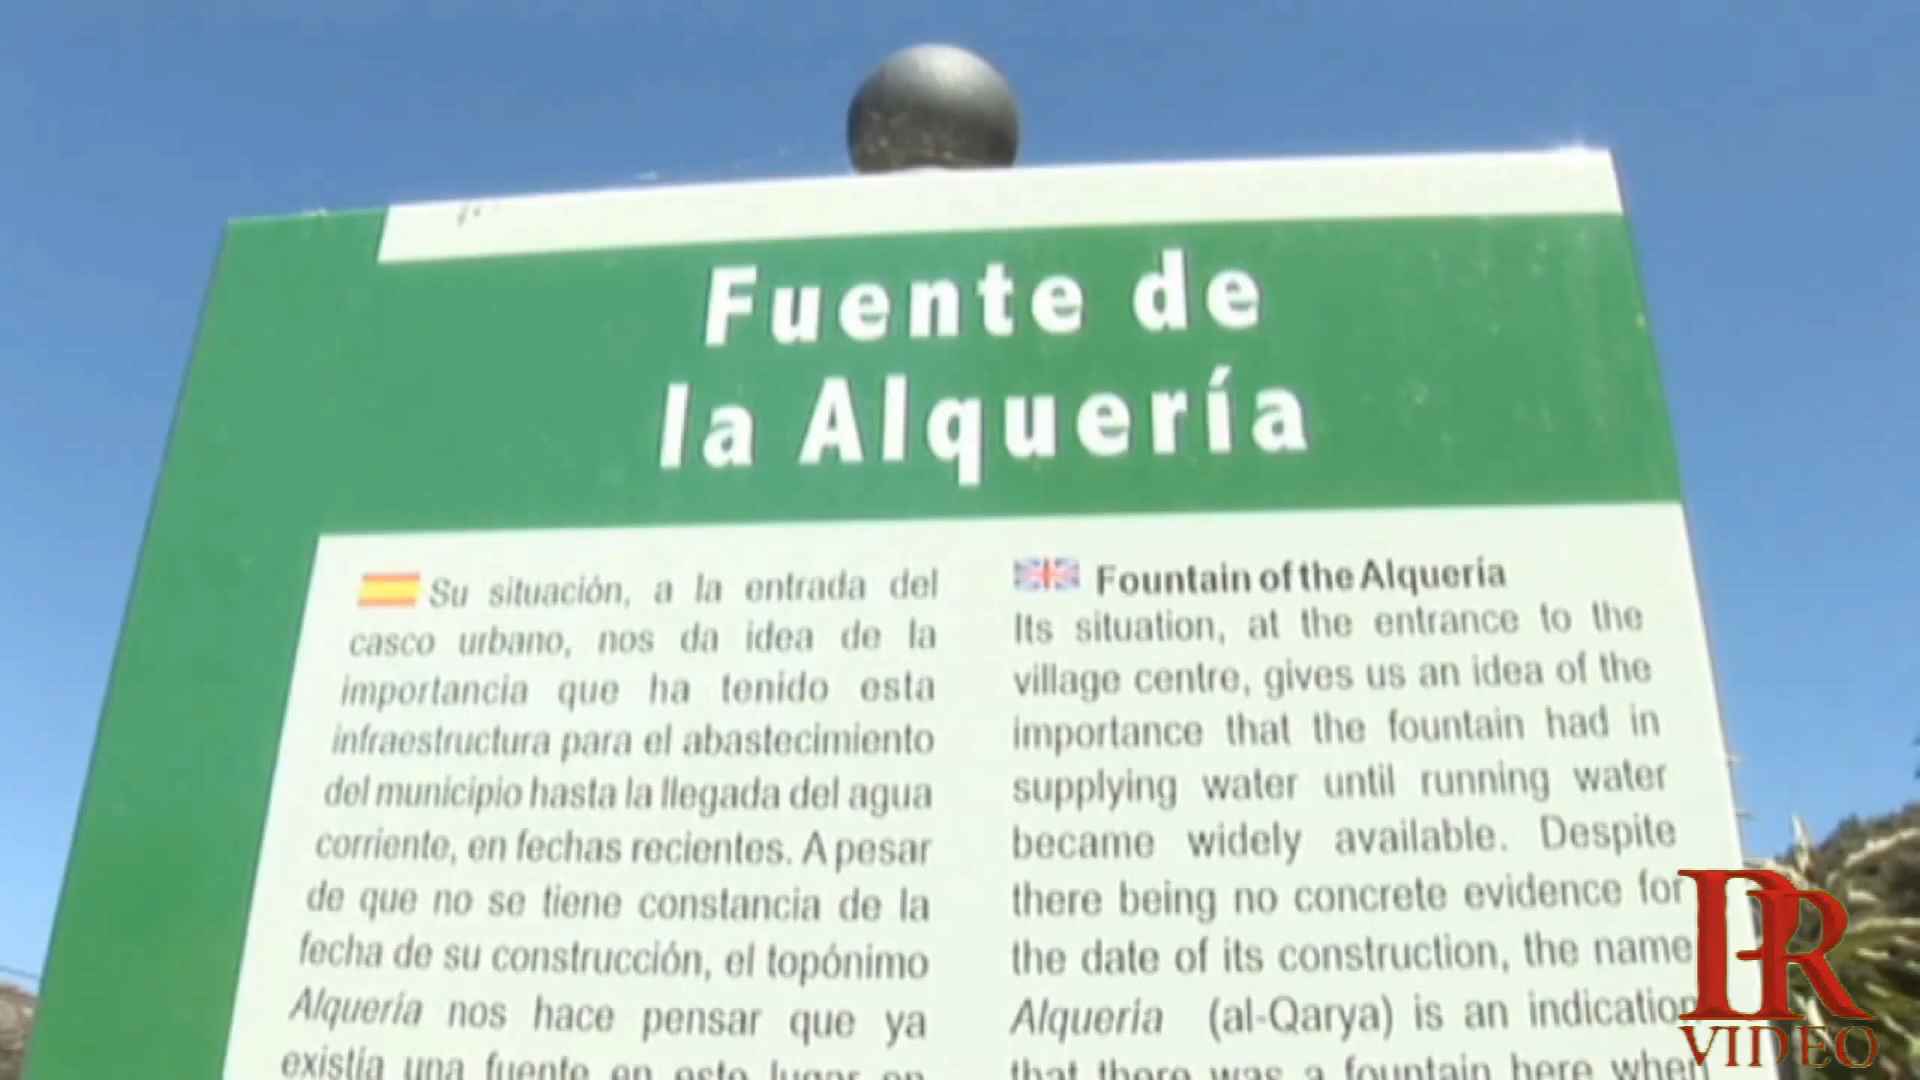 Fuente de
la Alquería
Su situación, a la entrada del
casco urbano, nos da idea de la
importancia que ha tenido esta
infraestructura para el abastecimiento
del municipio hasta la llegada del agua
corriente, en fechas recientes. A pesar
de que no se tiene constancia de la
fecha de su construcción, el topónimo
Alquería nos hace pensar que ya
existía una fuente en este lugar en
Fountain of the Alquería
Its situation, at the entrance to the
village centre, gives us an idea of the
importance that the fountain had in
supplying water until running water
became widely available. Despite
there being no concrete evidence for
the date of its construction, the name
Alqueria (al-Qarya) is an indication
that there was a fountain here when
PR
VIDEO